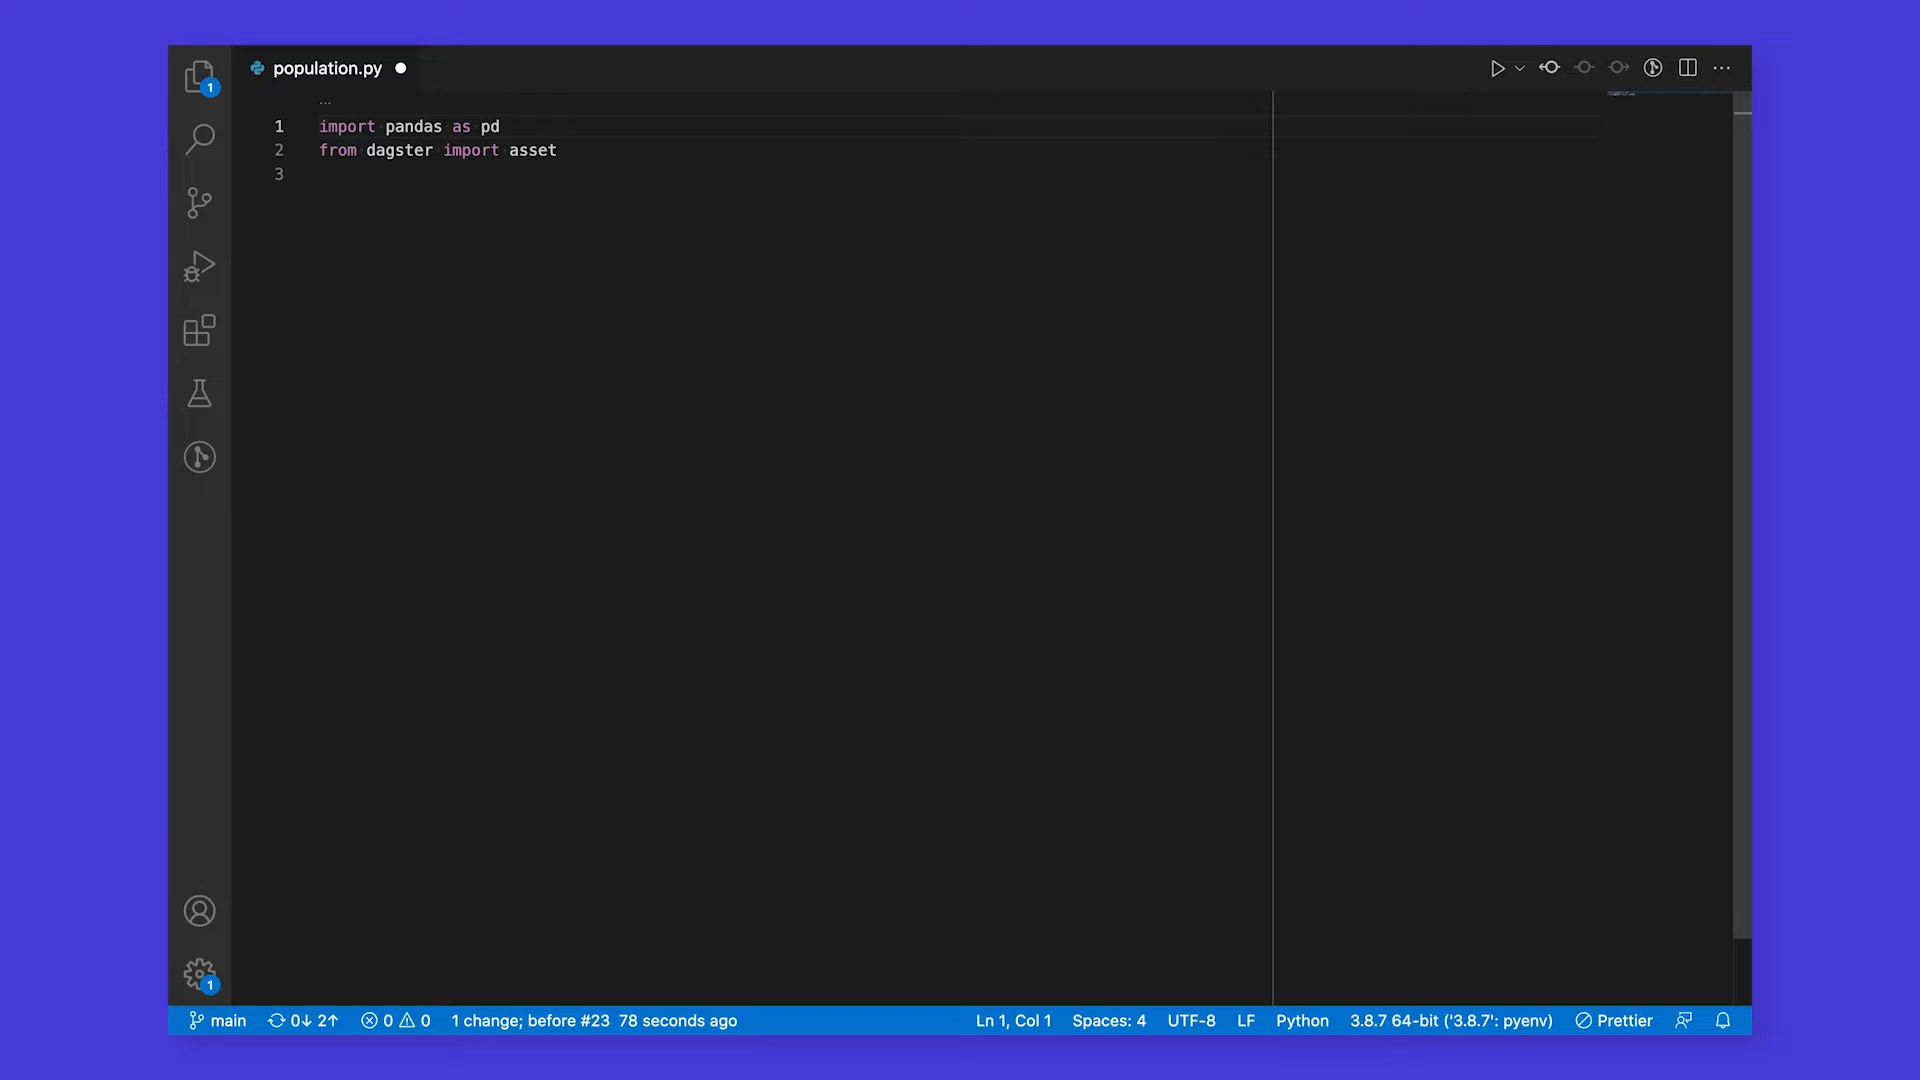 population.py
1
...
1 import pandas as pd
2 from dagster import asset
3
1
main 0↓ 2↑ 0 0 1 change; before #23 78 seconds ago Ln 1, Col 1 Spaces: 4 UTF-8 LF Python 3.8.7 64-bit ('3.8.7': pyenv) Prettier